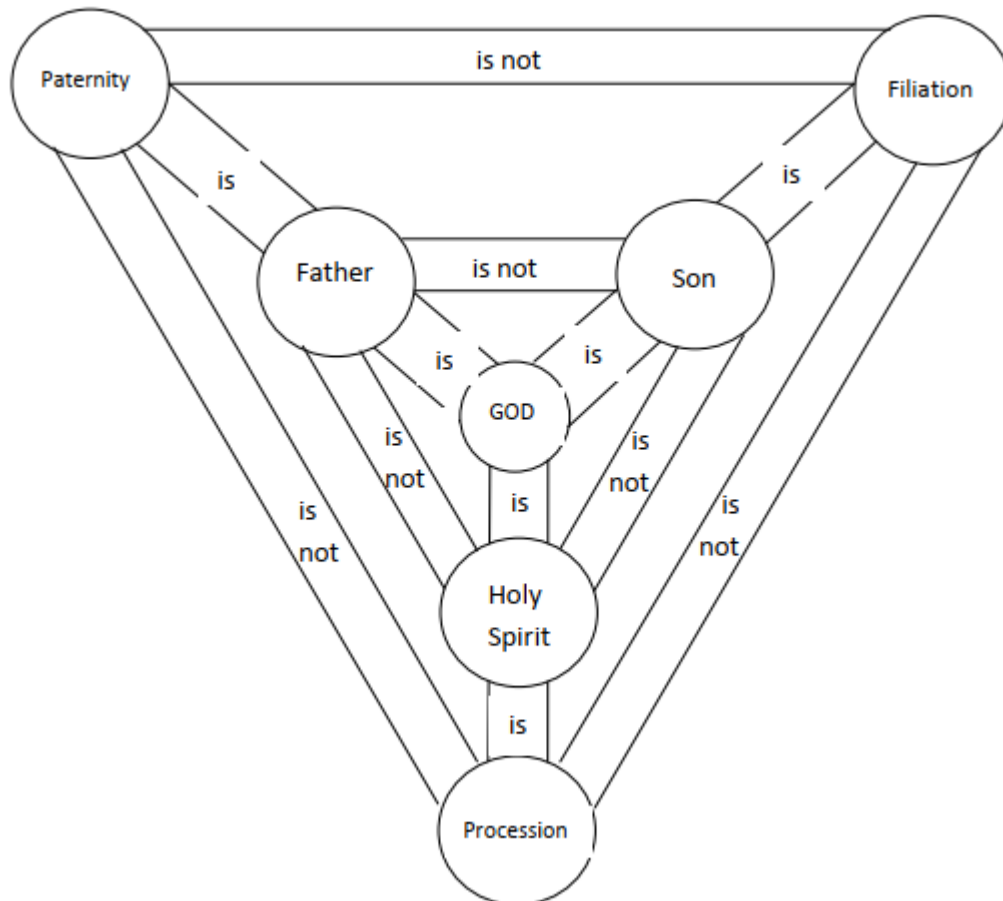 is not
Paternity
Filiation
is
is
Father
is not
Son
is
is
GOD
is
not
is
not
is
is
not
is
not
Holy
Spirit
is
Procession